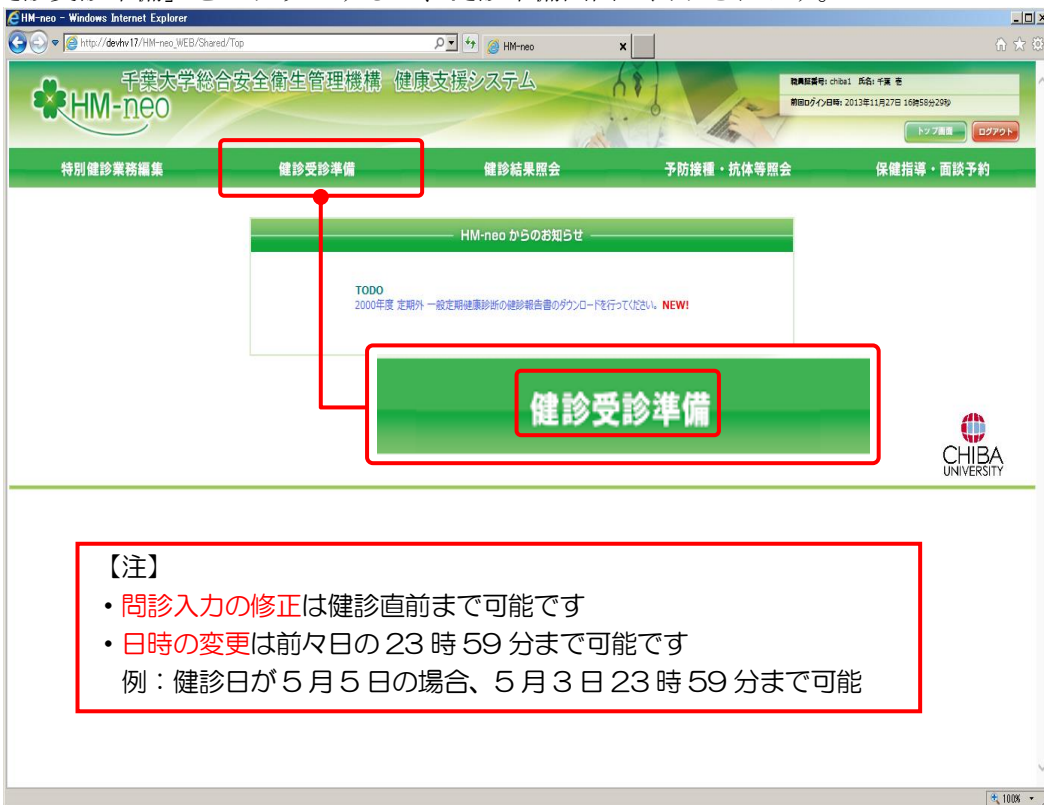 HM-neo - Windows Internet Explorer
http://devhv17/HM-neo_WEB/Shared/Top
HM-neo
x
千葉大学総合安全衛生管理機構 健康支援システム
HM-neo
職員証番号: chiba1 氏名: 千葉 壱
前回ログイン日時: 2013年11月27日 16時58分29秒
トップ画面 ログアウト
特別健診業務編集 健診受診準備 健診結果照会 予防接種・抗体等照会 保健指導・面談予約
HM-neo からのお知らせ
TODO
2000年度 定期外 一般定期健康診断の健診報告書のダウンロードを行ってください。 NEW!
健診受診準備
CHIBA
UNIVERSITY
【注】
・問診入力の修正は健診直前まで可能です
・日時の変更は前々日の 23 時 59 分まで可能です
例：健診日が 5 月 5 日の場合、5 月 3 日 23 時 59 分まで可能
100%